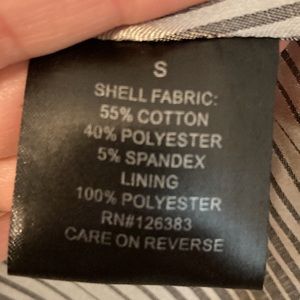 S
SHELL FABRIC:
55% COTTON
40% POLYESTER
5% SPANDEX
LINING
100% POLYESTER
RN#126383
CARE ON REVERSE